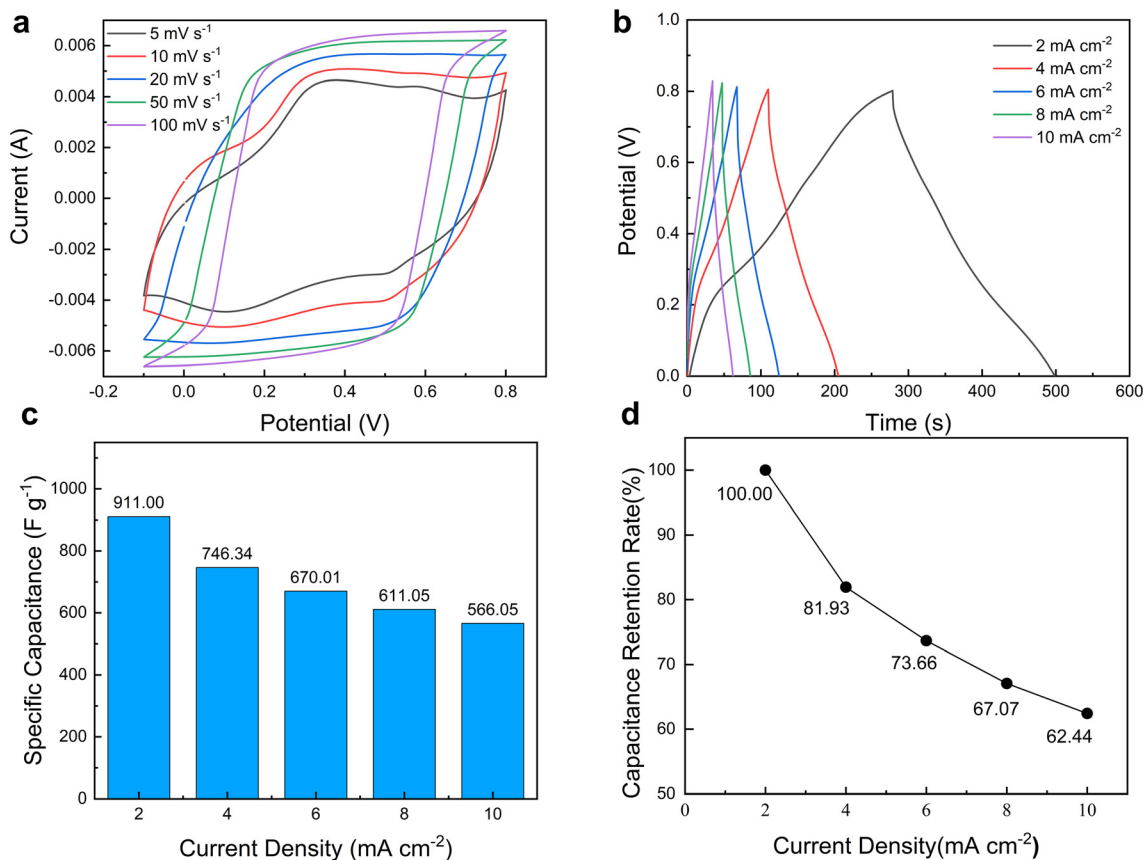 a
5 mV s⁻¹
10 mV s⁻¹
20 mV s⁻¹
50 mV s⁻¹
100 mV s⁻¹
0.006
0.004
0.002
0.000
-0.002
-0.004
-0.006
Current (A)
-0.2
0.0
0.2
0.4
0.6
0.8
Potential (V)
b
2 mA cm⁻²
4 mA cm⁻²
6 mA cm⁻²
8 mA cm⁻²
10 mA cm⁻²
1.0
0.8
0.6
0.4
0.2
0.0
Potential (V)
0
100
200
300
400
500
600
Time (s)
c
1000
800
600
400
200
0
Specific Capacitance (F g⁻¹)
911.00
746.34
670.01
611.05
566.05
2
4
6
8
10
Current Density (mA cm⁻²)
d
100
90
80
70
60
50
Capacitance Retention Rate(%)
100.00
81.93
73.66
67.07
62.44
0
2
4
6
8
10
Current Density(mA cm⁻²)